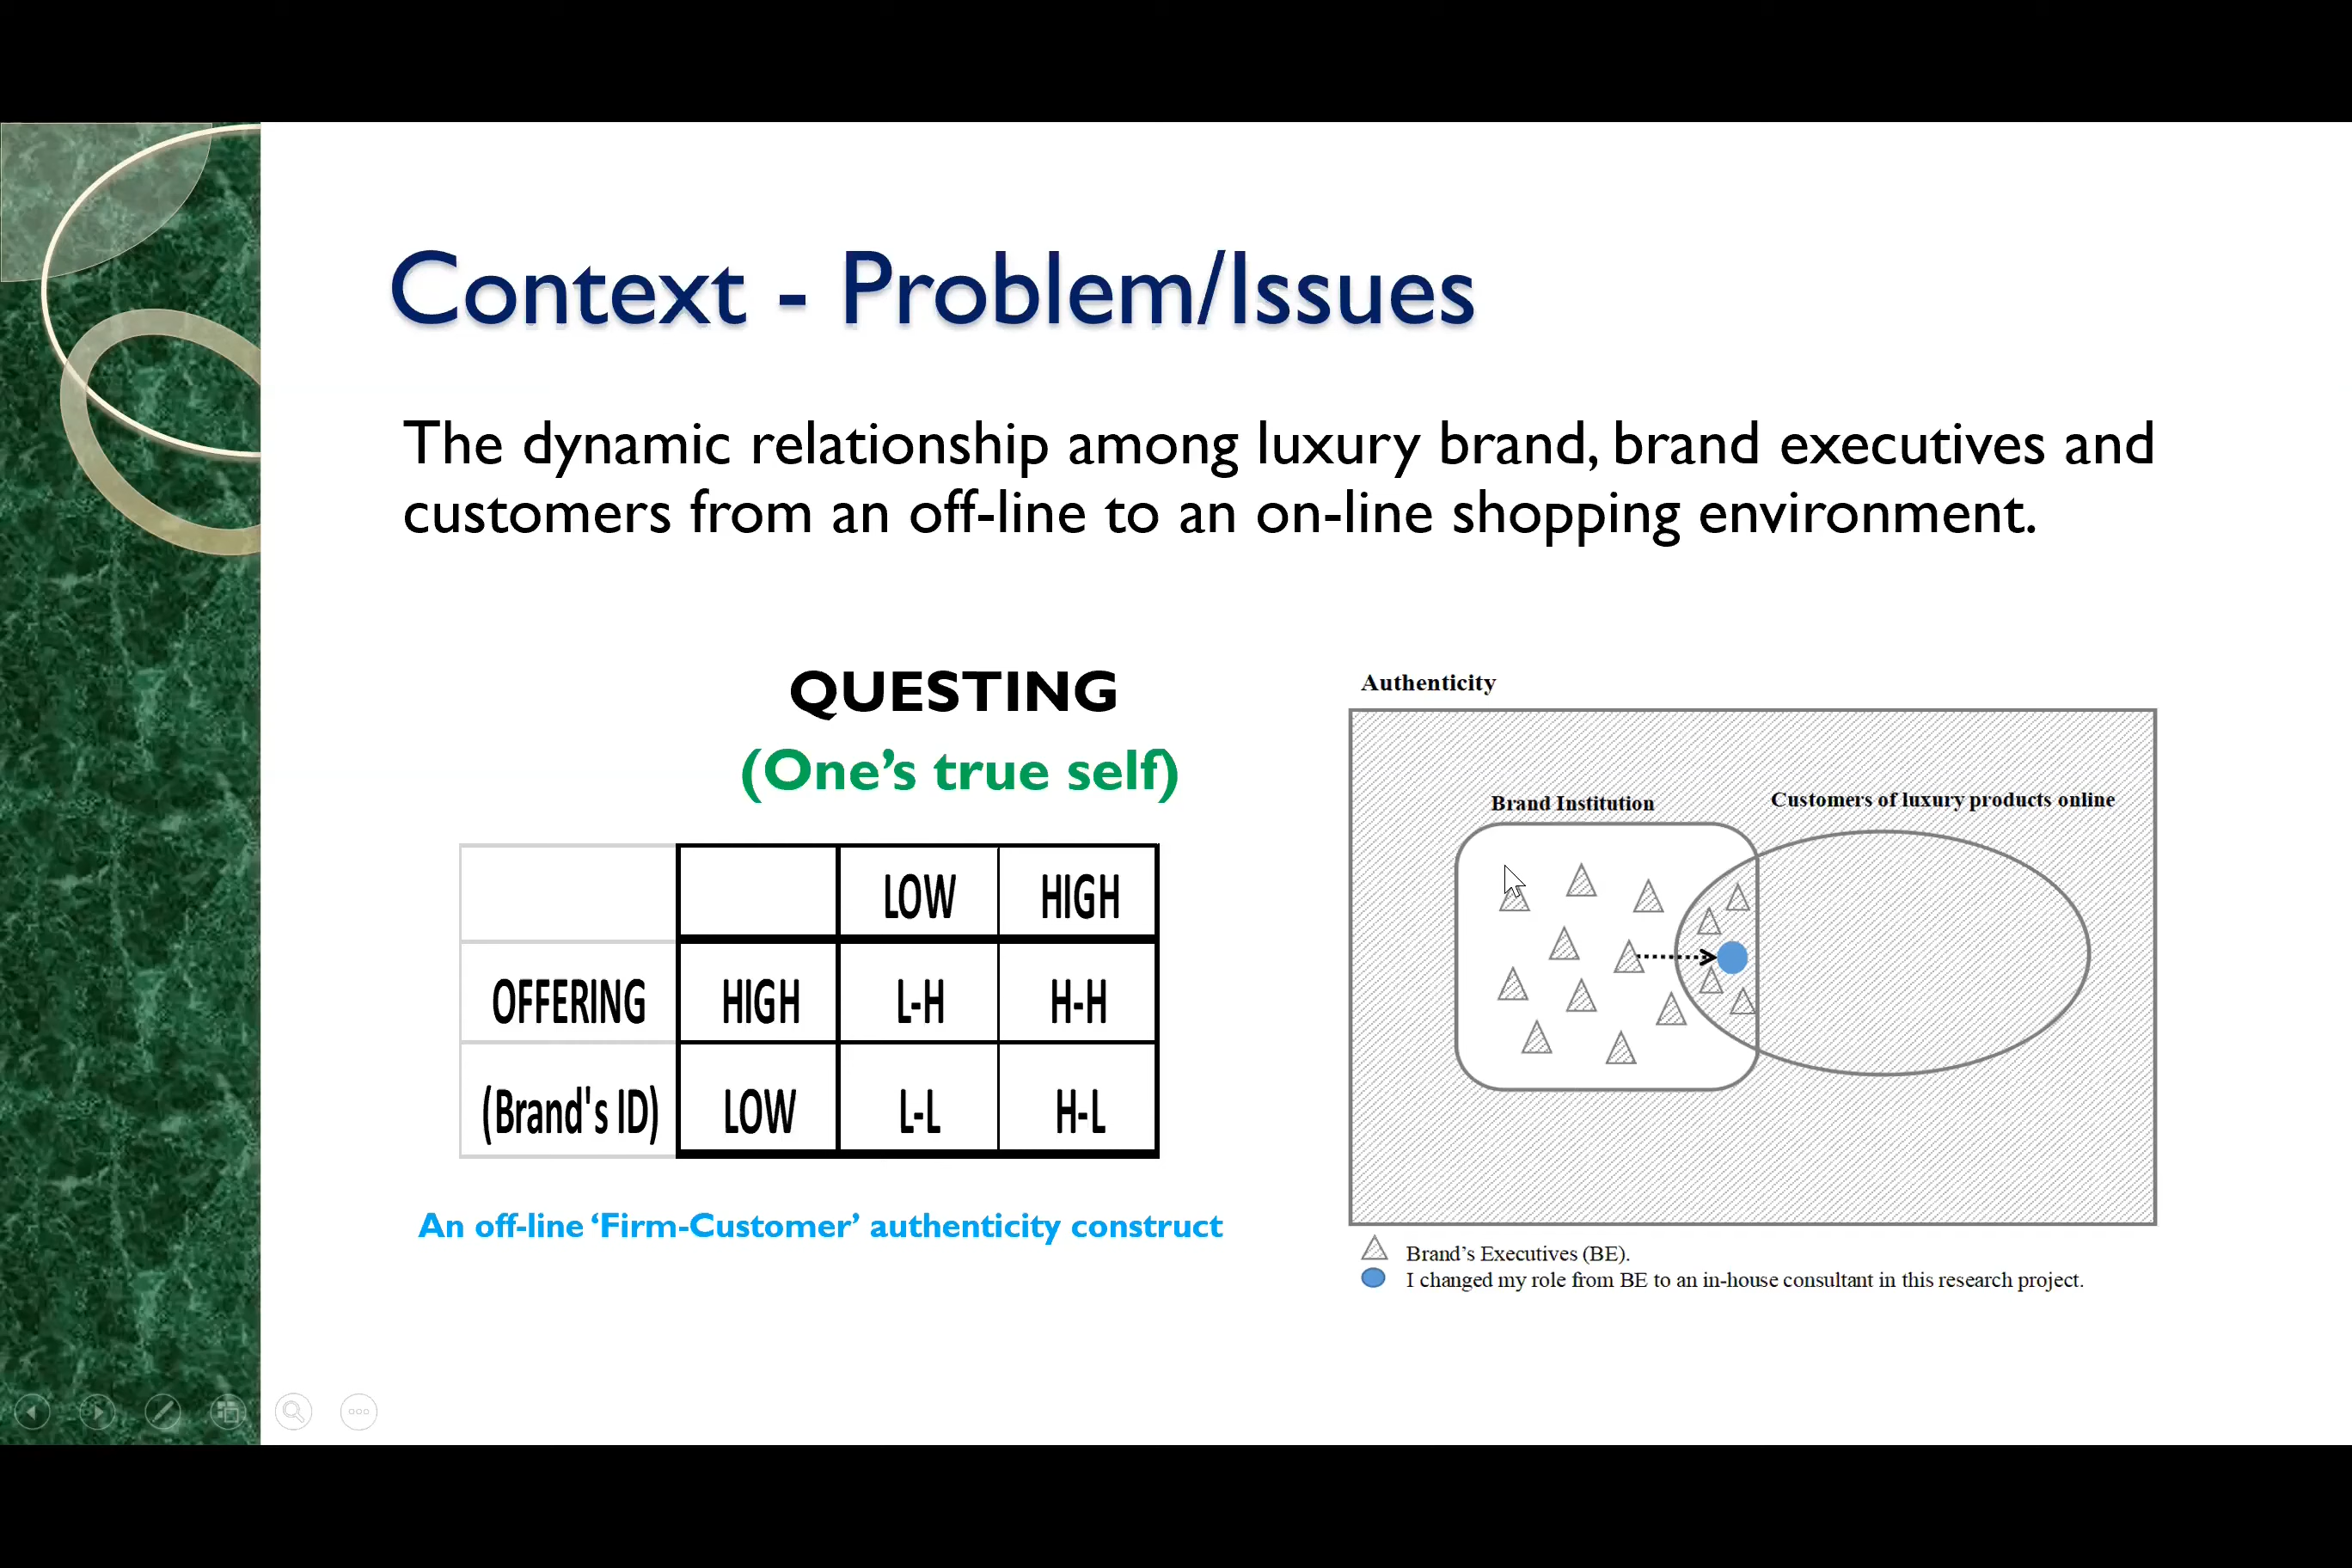 Context - Problem/Issues
The dynamic relationship among luxury brand, brand executives and
customers from an off-line to an on-line shopping environment.
QUESTING
(One’s true self)
LOW HIGH
OFFERING HIGH L-H H-H
(Brand's ID) LOW L-L H-L
An off-line ‘Firm-Customer’ authenticity construct
Authenticity
Brand Institution
Customers of luxury products online
Brand’s Executives (BE).
I changed my role from BE to an in-house consultant in this research project.